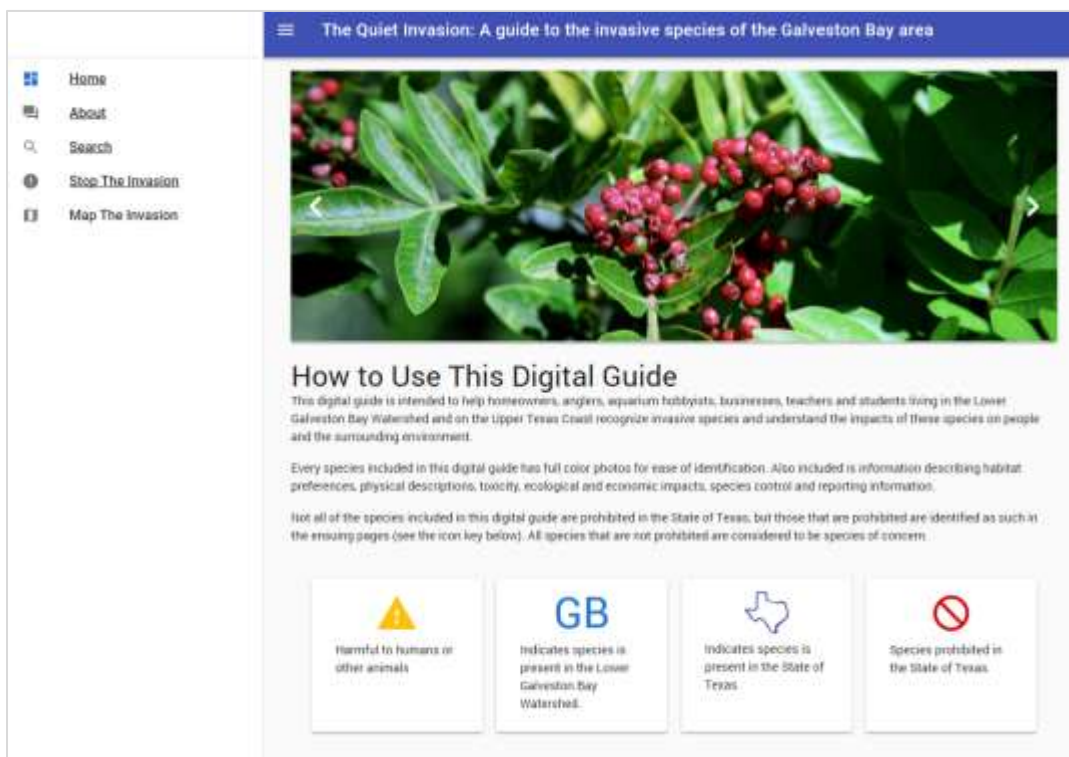 The Quiet Invasion: A guide to the invasive species of the Galveston Bay area
Home
About
Search
Stop The Invasion
Map The Invasion
How to Use This Digital Guide
This digital guide is intended to help homeowners, anglers, aquarium hobbyists, businesses, teachers and students living in the Lower
Galveston Bay Watershed and on the Upper Texas Coast recognize invasive species and understand the impacts of these species on people
and the surrounding environment.
Every species included in this digital guide has full color photos for ease of identification. Also included is information describing habitat
preferences, physical descriptions, toxicity, ecological and economic impacts, species control and reporting information.
Not all of the species included in this digital guide are prohibited in the State of Texas, but those that are prohibited are identified as such in
the ensuing pages (see the icon key below). All species that are not prohibited are considered to be species of concern.
Harmful to humans or
other animals
GB
Indicates species is
present in the Lower
Galveston Bay
Watershed.
Indicates species is
present in the State of
Texas
Species prohibited in
the State of Texas